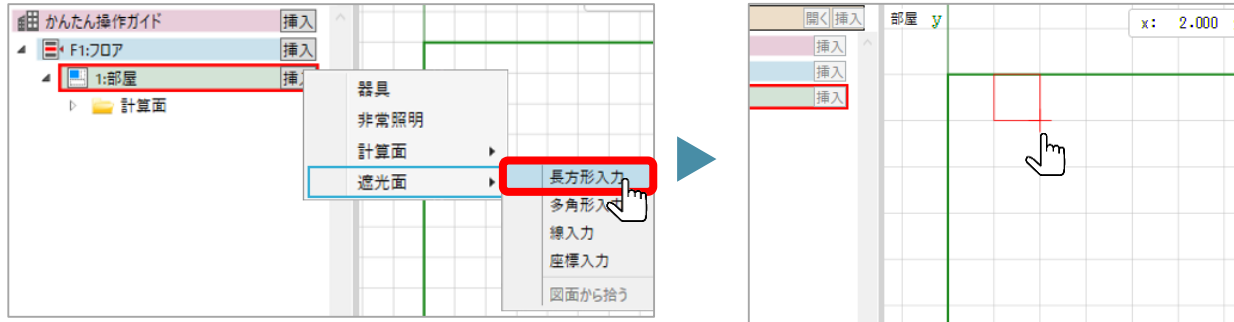 かんたん操作ガイド 挿入
F1:フロア 挿入
1:部屋
計算面
器具
非常照明
計算面
遮光面
長方形入力
多角形入
線入力
座標入力
図面から拾う
開く 挿入
挿入
挿入
挿入
部屋 y
x: 2.000